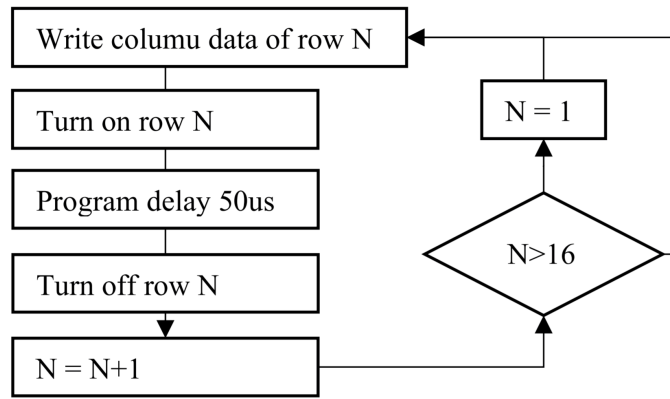 Write columu data of row N
Turn on row N
Program delay 50us
Turn off row N
N = N+1
N>16
N = 1